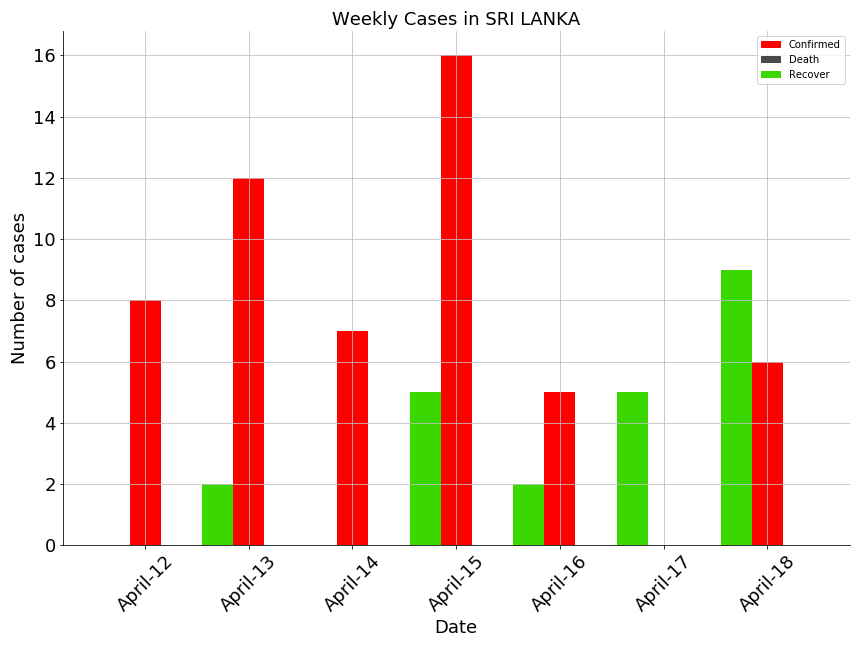 Weekly Cases in SRI LANKA
Confirmed
Death
Recover
Number of cases
16
14
12
10
8
6
4
2
0
April-12
April-13
April-14
April-15
April-16
April-17
April-18
Date